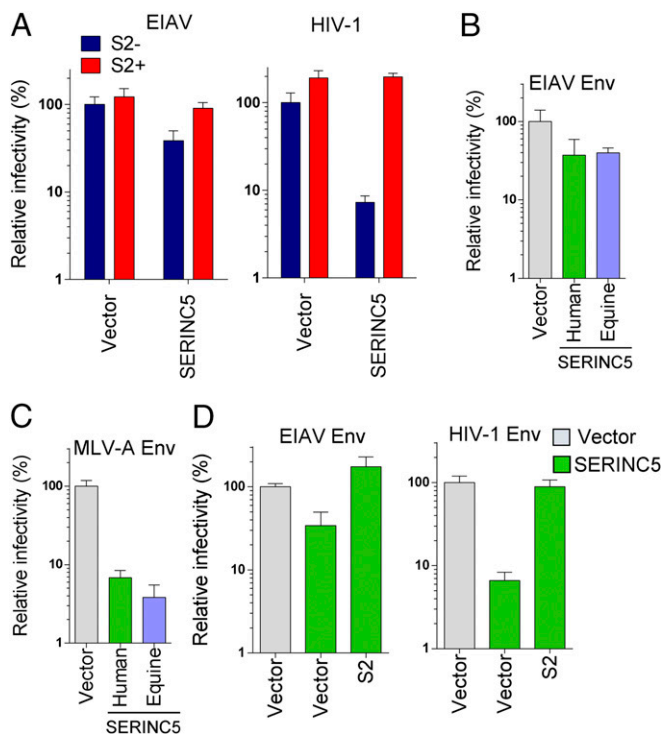 A
EIAV
HIV-1
S2-
S2+
Relative infectivity (%)
100
10
1
Vector
SERINC5
100
10
1
Vector
SERINC5
B
EIAV Env
Relative infectivity (%)
100
10
1
Vector
Human
Equine
SERINC5
C
MLV-A Env
Relative infectivity (%)
100
10
1
Vector
Human
Equine
SERINC5
D
EIAV Env
Relative infectivity (%)
100
10
1
Vector
Vector
S2
HIV-1 Env
100
10
1
Vector
Vector
S2
Vector
SERINC5